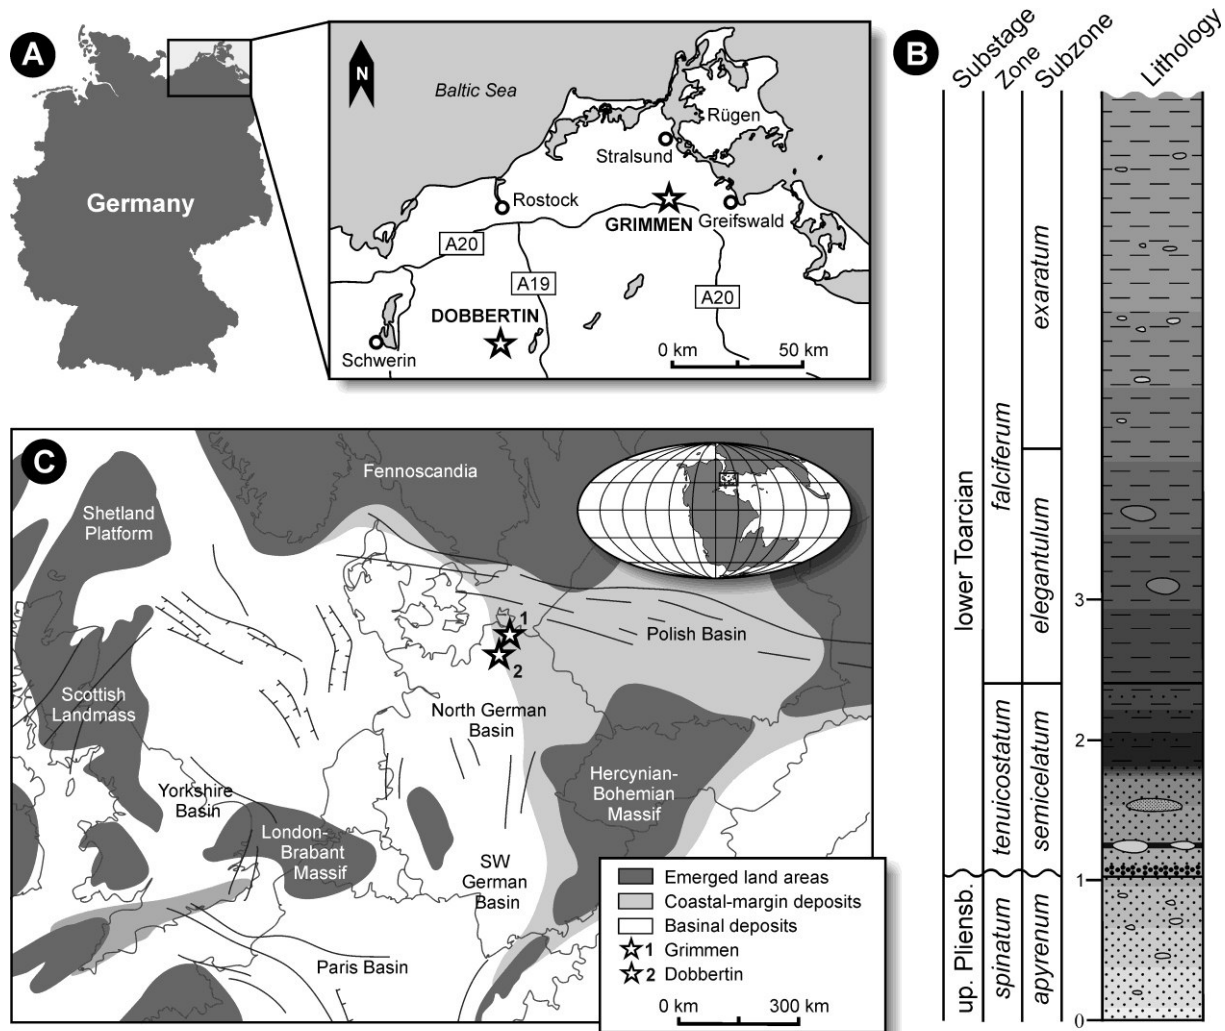 A
Germany
N
Baltic Sea
Rügen
Stralsund
Rostock
GRIMMEN
Greifswald
A20
A19
A20
DOBBERTIN
Schwerin
0 km
50 km
B
Substage
Zone
Subzone
Lithology
lower Toarcian
up. Pliensb.
falciferum
tenuicostatum
spinatum
exaratum
elegantulum
semicelatum
apyrenum
3
2
1
0
C
Fennoscandia
Shetland
Platform
1
2
Polish Basin
Scottish
Landmass
North German
Basin
Hercynian-
Bohemian
Massif
Yorkshire
Basin
London-
Brabant
Massif
SW
German
Basin
Paris Basin
Emerged land areas
Coastal-margin deposits
Basinal deposits
1 Grimmen
2 Dobbertin
0 km
300 km